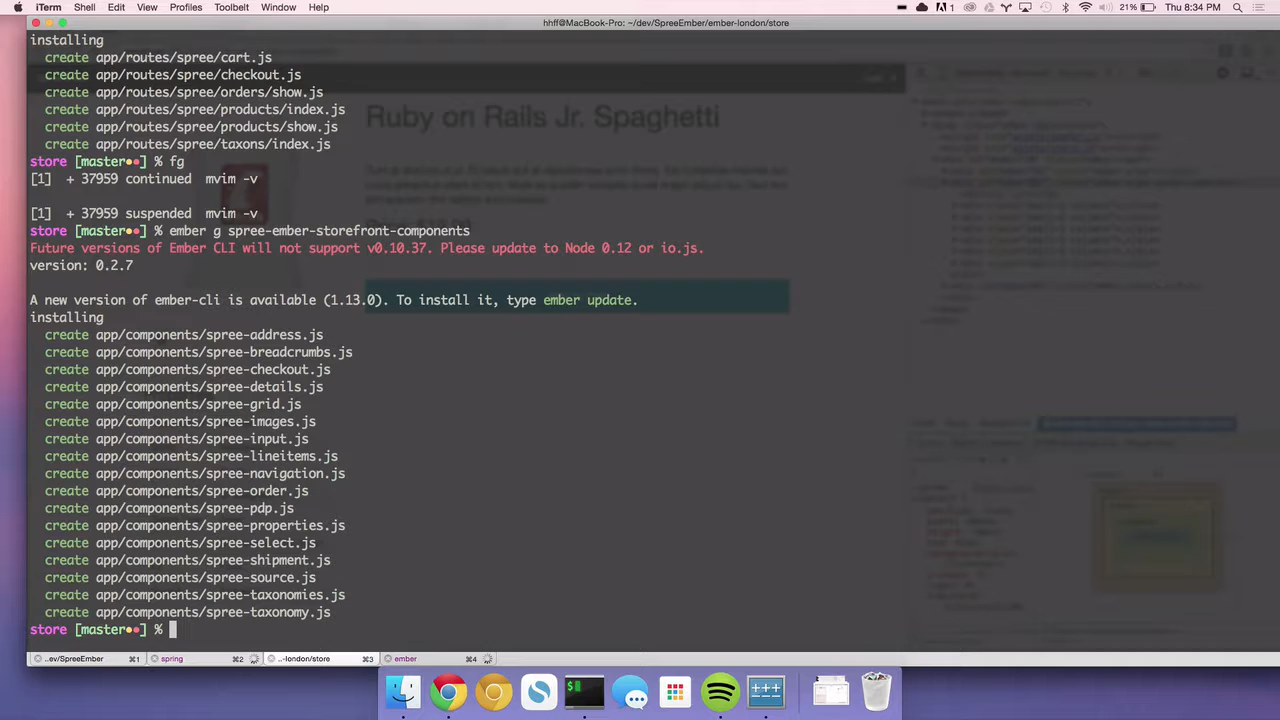 iTerm Shell Edit View Profiles Toolbelt Window Help 1 21% Thu 8:34 PM
hhff@MacBook-Pro: ~/dev/SpreeEmber/ember-london/store
installing
create app/routes/spree/cart.js
create app/routes/spree/checkout.js
create app/routes/spree/orders/show.js
create app/routes/spree/products/index.js
create app/routes/spree/products/show.js
create app/routes/spree/taxons/index.js
Ruby on Rails Jr. Spaghetti
store [master●●] % fg
[1] + 37959 continued mvim -v
[1] + 37959 suspended mvim -v
store [master●●] % ember g spree-ember-storefront-components
Future versions of Ember CLI will not support v0.10.37. Please update to Node 0.12 or io.js.
version: 0.2.7
A new version of ember-cli is available (1.13.0). To install it, type ember update.
installing
create app/components/spree-address.js
create app/components/spree-breadcrumbs.js
create app/components/spree-checkout.js
create app/components/spree-details.js
create app/components/spree-grid.js
create app/components/spree-images.js
create app/components/spree-input.js
create app/components/spree-lineitems.js
create app/components/spree-navigation.js
create app/components/spree-order.js
create app/components/spree-pdp.js
create app/components/spree-properties.js
create app/components/spree-select.js
create app/components/spree-shipment.js
create app/components/spree-source.js
create app/components/spree-taxonomies.js
create app/components/spree-taxonomy.js
store [master●●] %
..ev/SpreeEmber ⌘1 spring ⌘2 ..-london/store ⌘3 ember ⌘4